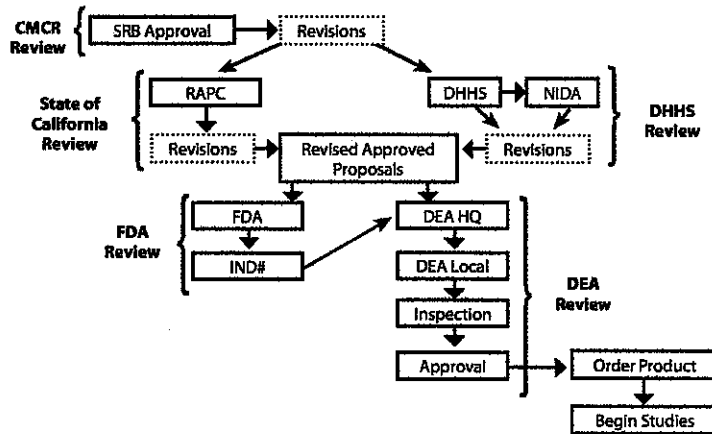 CMCR
Review
SRB Approval
Revisions
State of
California
Review
RAPC
Revisions
DHHS
NIDA
Revisions
DHHS
Review
Revised Approved
Proposals
FDA
Review
FDA
IND#
DEA HQ
DEA Local
Inspection
Approval
DEA
Review
Order Product
Begin Studies